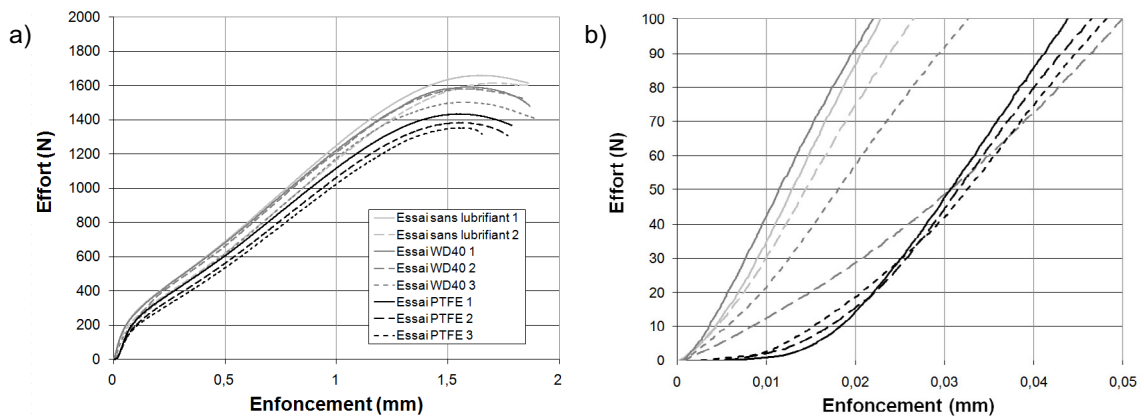 a)
Effort (N)
2000
1800
1600
1400
1200
1000
800
600
400
200
0
0
0,5
1
1,5
2
Enfoncement (mm)
Essai sans lubrifiant 1
Essai sans lubrifiant 2
Essai WD40 1
Essai WD40 2
Essai WD40 3
Essai PTFE 1
Essai PTFE 2
Essai PTFE 3
b)
Effort (N)
100
90
80
70
60
50
40
30
20
10
0
0
0,01
0,02
0,03
0,04
0,05
Enfoncement (mm)